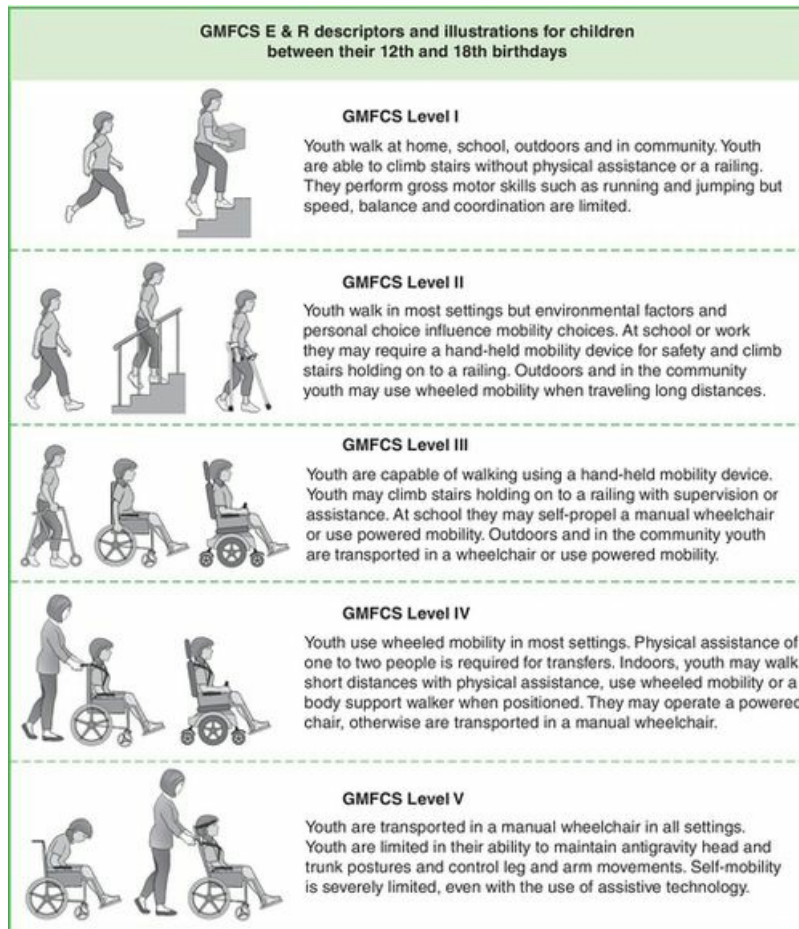 GMFCS E & R descriptors and illustrations for children
between their 12th and 18th birthdays
GMFCS Level I
Youth walk at home, school, outdoors and in community. Youth
are able to climb stairs without physical assistance or a railing.
They perform gross motor skills such as running and jumping but
speed, balance and coordination are limited.
GMFCS Level II
Youth walk in most settings but environmental factors and
personal choice influence mobility choices. At school or work
they may require a hand-held mobility device for safety and climb
stairs holding on to a railing. Outdoors and in the community
youth may use wheeled mobility when traveling long distances.
GMFCS Level III
Youth are capable of walking using a hand-held mobility device.
Youth may climb stairs holding on to a railing with supervision or
assistance. At school they may self-propel a manual wheelchair
or use powered mobility. Outdoors and in the community youth
are transported in a wheelchair or use powered mobility.
GMFCS Level IV
Youth use wheeled mobility in most settings. Physical assistance of
one to two people is required for transfers. Indoors, youth may walk
short distances with physical assistance, use wheeled mobility or a
body support walker when positioned. They may operate a powered
chair, otherwise are transported in a manual wheelchair.
GMFCS Level V
Youth are transported in a manual wheelchair in all settings.
Youth are limited in their ability to maintain antigravity head and
trunk postures and control leg and arm movements. Self-mobility
is severely limited, even with the use of assistive technology.